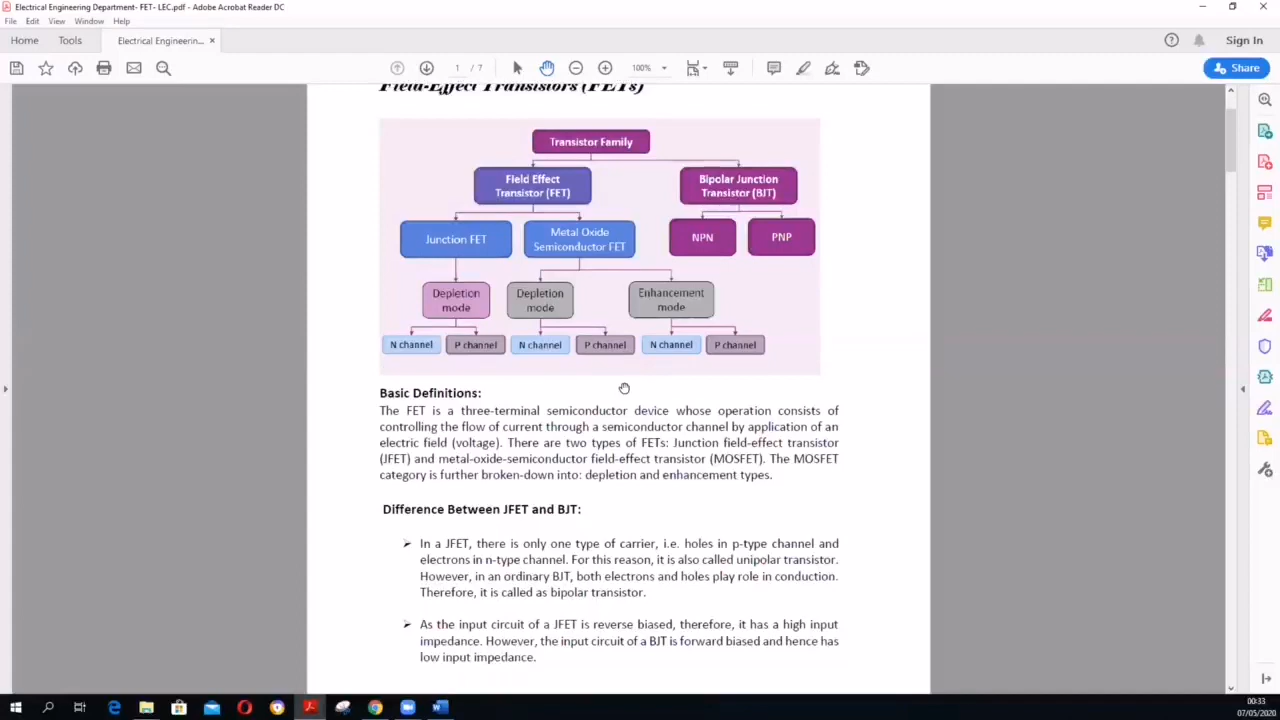 Electrical Engineering Department- FET- LEC.pdf - Adobe Acrobat Reader DC
File Edit View Window Help
Home Tools Electrical Engineerin... × Sign In
1 / 7 100% Share
Field-Effect Transistors (FETs)
Transistor Family
Field Effect
Transistor (FET)
Bipolar Junction
Transistor (BJT)
Junction FET
Metal Oxide
Semiconductor FET
NPN
PNP
Depletion
mode
Depletion
mode
Enhancement
mode
N channel P channel N channel P channel N channel P channel
Basic Definitions:
The FET is a three-terminal semiconductor device whose operation consists of
controlling the flow of current through a semiconductor channel by application of an
electric field (voltage). There are two types of FETs: Junction field-effect transistor
(JFET) and metal-oxide-semiconductor field-effect transistor (MOSFET). The MOSFET
category is further broken-down into: depletion and enhancement types.
Difference Between JFET and BJT:
➢ In a JFET, there is only one type of carrier, i.e. holes in p-type channel and
electrons in n-type channel. For this reason, it is also called unipolar transistor.
However, in an ordinary BJT, both electrons and holes play role in conduction.
Therefore, it is called as bipolar transistor.
➢ As the input circuit of a JFET is reverse biased, therefore, it has a high input
impedance. However, the input circuit of a BJT is forward biased and hence has
low input impedance.
00:33
07/05/2020